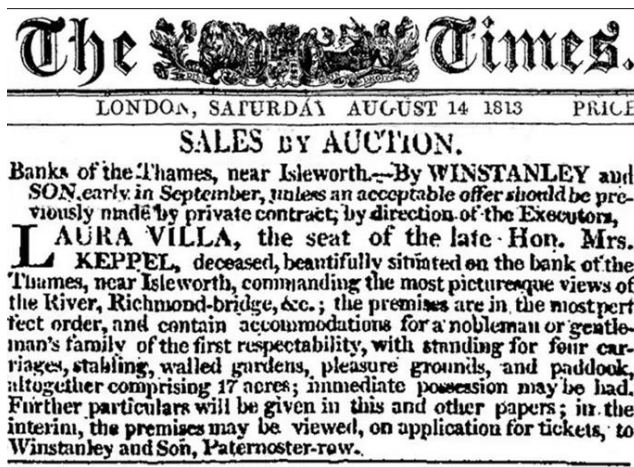 The Times.
LONDON, SATURDAY AUGUST 14 1813 PRICE
SALES BY AUCTION.
Banks of the Thames, near Isleworth.—By WINSTANLEY and
SON, early in September, unless an acceptable offer should be pre-
viously made by private contract; by direction of the Executors,
LAURA VILLA, the seat of the late Hon. Mrs.
KEPPEL, deceased, beautifully situated on the bank of the
Thames, near Isleworth, commanding the most picturesque views of
the River, Richmond-bridge, &c.; the premises are in the most per
fect order, and contain accommodations for a nobleman or gentle-
man's family of the first respectability, with standing for four car-
riages, stabling, walled gardens, pleasure grounds, and paddock,
altogether comprising 17 acres; immediate possession may be had.
Further particulars will be given in this and other papers; in the
interim, the premises may be viewed, on application for tickets, to
Winstanley and Son, Paternoster-row.